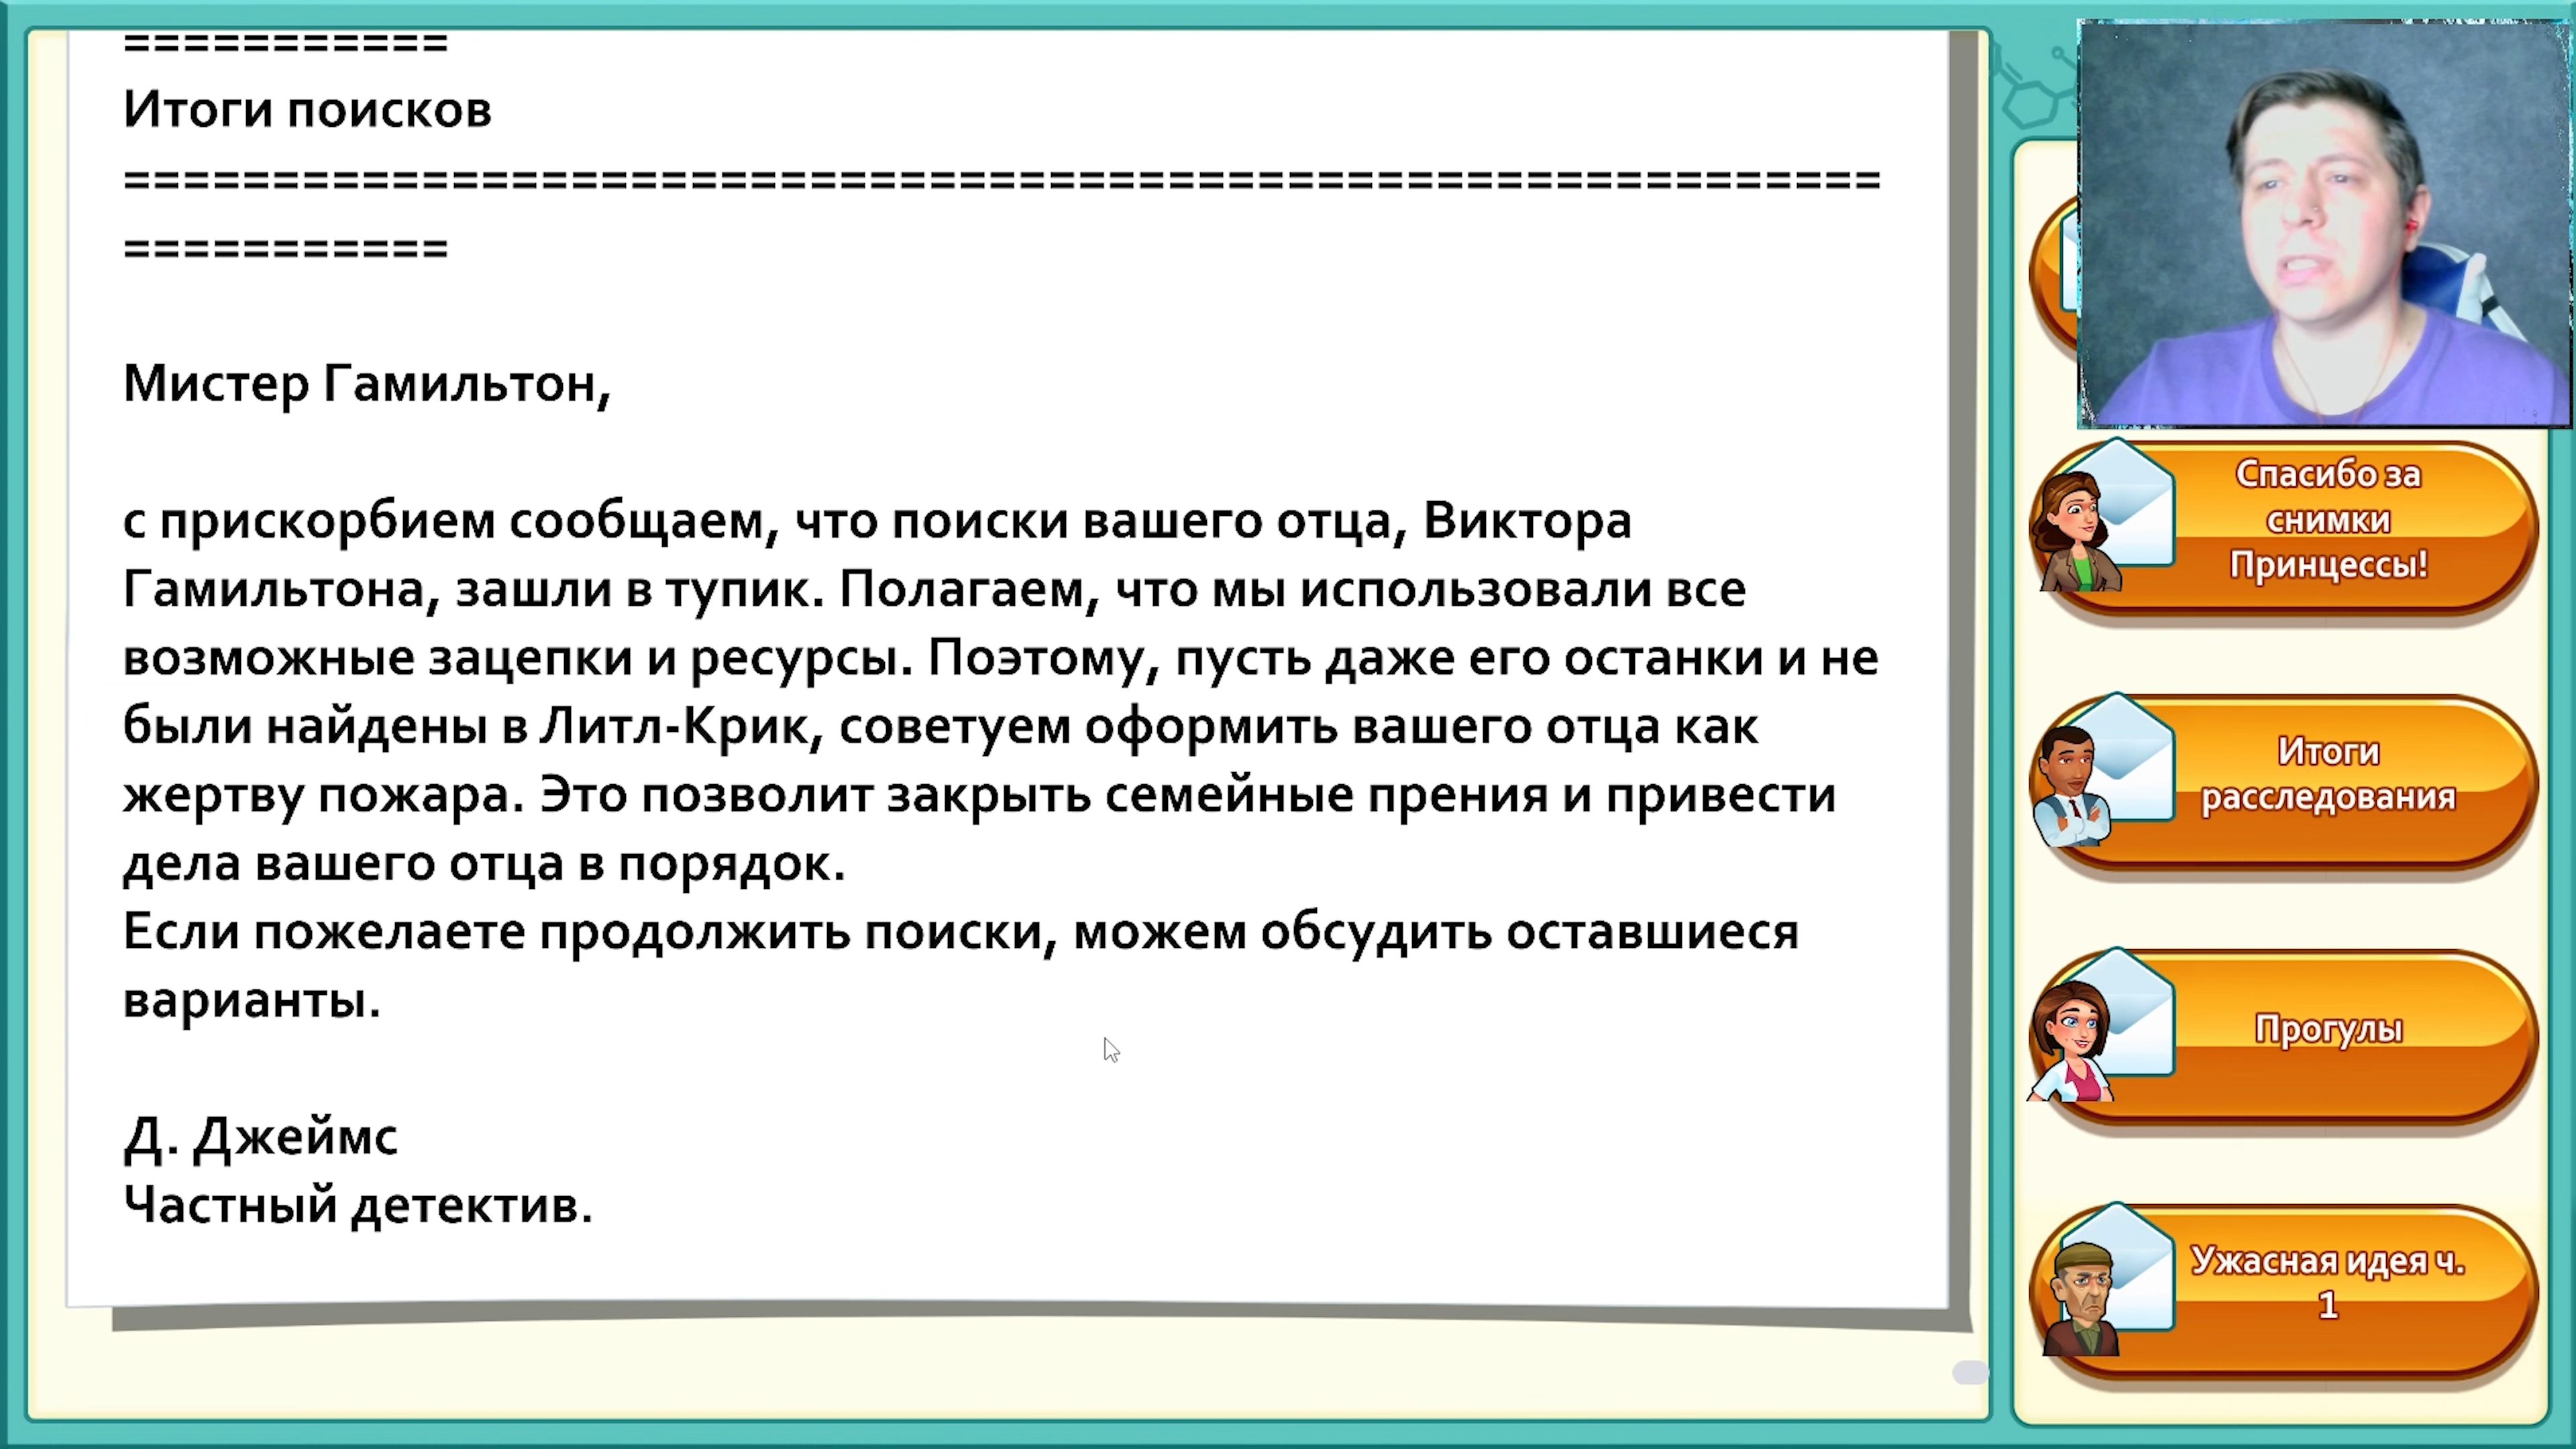 ===========
Итоги поисков
===========================================================
===========
Мистер Гамильтон,
с прискорбием сообщаем, что поиски вашего отца, Виктора
Гамильтона, зашли в тупик. Полагаем, что мы использовали все
возможные зацепки и ресурсы. Поэтому, пусть даже его останки и не
были найдены в Литл-Крик, советуем оформить вашего отца как
жертву пожара. Это позволит закрыть семейные прения и привести
дела вашего отца в порядок.
Если пожелаете продолжить поиски, можем обсудить оставшиеся
варианты.
Д. Джеймс
Частный детектив.
Спасибо за
снимки
Принцессы!
Итоги
расследования
Прогулы
Ужасная идея ч.
1